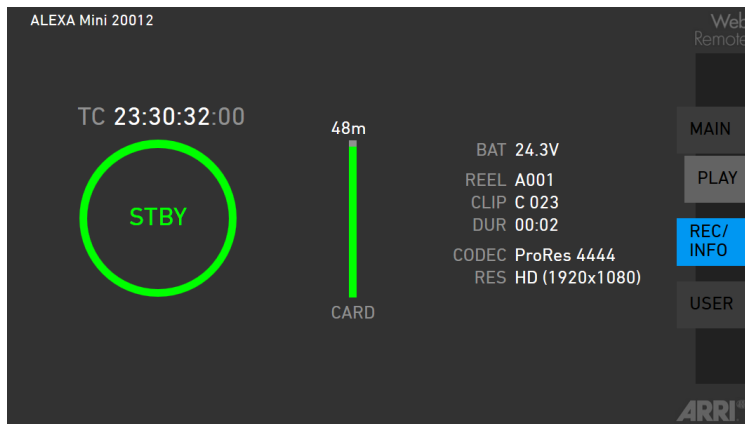 ALEXA Mini 20012
Web
Remote
TC 23:30:32:00
STBY
48m
CARD
BAT 24.3V
REEL A001
CLIP C 023
DUR 00:02
CODEC ProRes 4444
RES HD (1920x1080)
MAIN
PLAY
REC/
INFO
USER
ARRI